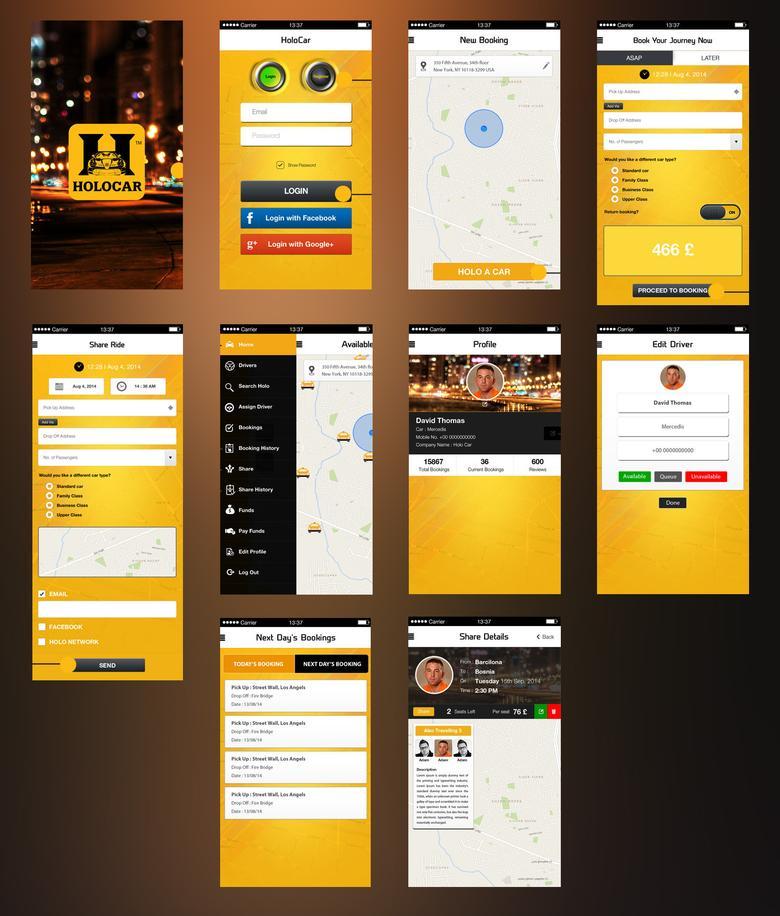 HOLOCAR
TM
Carrier 13:37
HoloCar
Login
Register
Email
Password
Show Password
LOGIN
f Login with Facebook
g+ Login with Google+
Carrier 13:37
New Booking
350 Fifth Avenue, 34th floor
New York, NY 10118-3299 USA
HOLO A CAR
Carrier 13:37
Book Your Journey Now
ASAP LATER
12:28 I Aug 4, 2014
Pick Up Address
Add Via
Drop Off Address
No. of Passengers
Would you like a different car type?
Standard car
Family Class
Business Class
Upper Class
Return booking? ON
466 £
PROCEED TO BOOKING
Carrier 13:37
Share Ride
12:28 I Aug 4, 2014
Aug 4, 2014 14 : 36 AM
Pick Up Address
Add Via
Drop Off Address
No. of Passengers
Would you like a different car type?
Standard car
Family Class
Business Class
Upper Class
EMAIL
FACEBOOK
HOLO NETWORK
SEND
Carrier 13:37
Home
Drivers
Search Holo
Assign Driver
Bookings
Booking History
Share
Share History
Funds
Pay Funds
Edit Profile
Log Out
Available
350 Fifth Avenue, 34th flo
New York, NY 10118-3
Carrier 13:37
Profile
David Thomas
Car : Mercedis
Mobile No. +00 0000000000
Company Name : Holo Car
15867 36 600
Total Bookings Current Bookings Reviews
Carrier 13:37
Edit Driver
David Thomas
Mercedis
+00 0000000000
Available Queue Unavailable
Done
Carrier 13:37
Next Day's Bookings
TODAY'S BOOKING NEXT DAY'S BOOKING
Pick Up : Street Wall, Los Angels
Drop Off : Fire Bridge
Date : 13/08/14
Pick Up : Street Wall, Los Angels
Drop Off : Fire Bridge
Date : 13/08/14
Pick Up : Street Wall, Los Angels
Drop Off : Fire Bridge
Date : 13/08/14
Pick Up : Street Wall, Los Angels
Drop Off : Fire Bridge
Date : 13/08/14
Carrier 13:37
Share Details Back
From : Barcilona
To : Bosnia
On : Tuesday 15th Sep, 2014
Time : 2:30 PM
Share 2 Seats Left Per seat 76 £
Also Travelling 3
Adam Adam Adam
Description
Lorem Ipsum is simply dummy text of
the printing and typesetting industry.
Lorem Ipsum has been the industry's
standard dummy text ever since the
1500s, when an unknown printer took a
galley of type and scrambled it to make
a type specimen book. It has survived
not only five centuries, but also the leap
into electronic typesetting, remaining
essentially unchanged.